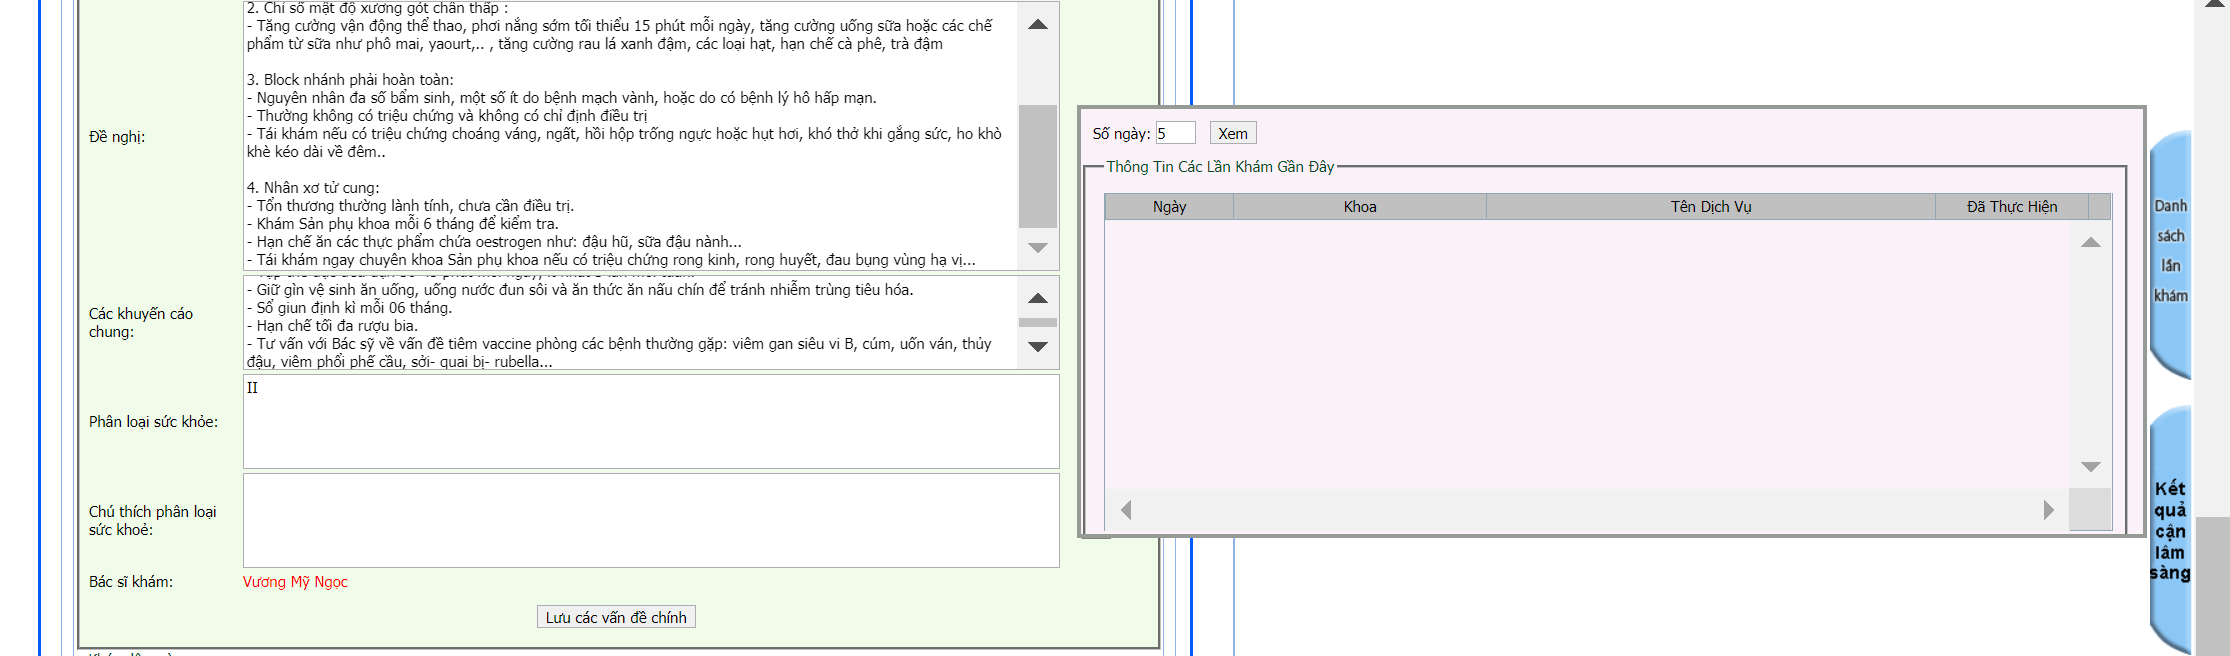 2. Chỉ số mật độ xương gót chân thấp :
- Tăng cường vận động thể thao, phơi nắng sớm tối thiểu 15 phút mỗi ngày, tăng cường uống sữa hoặc các chế
phẩm từ sữa như phô mai, yaourt,.. , tăng cường rau lá xanh đậm, các loại hạt, hạn chế cà phê, trà đậm
3. Block nhánh phải hoàn toàn:
- Nguyên nhân đa số bẩm sinh, một số ít do bệnh mạch vành, hoặc do có bệnh lý hô hấp mạn.
- Thường không có triệu chứng và không có chỉ định điều trị
- Tái khám nếu có triệu chứng choáng váng, ngất, hồi hộp trống ngực hoặc hụt hơi, khó thở khi gắng sức, ho khò
khè kéo dài về đêm..
Đề nghị:
4. Nhân xơ tử cung:
- Tổn thương thường lành tính, chưa cần điều trị.
- Khám Sản phụ khoa mỗi 6 tháng để kiểm tra.
- Hạn chế ăn các thực phẩm chứa oestrogen như: đậu hũ, sữa đậu nành...
- Tái khám ngay chuyên khoa Sản phụ khoa nếu có triệu chứng rong kinh, rong huyết, đau bụng vùng hạ vị...
- Giữ gìn vệ sinh ăn uống, uống nước đun sôi và ăn thức ăn nấu chín để tránh nhiễm trùng tiêu hóa.
- Sổ giun định kì mỗi 06 tháng.
- Hạn chế tối đa rượu bia.
- Tư vấn với Bác sỹ về vấn đề tiêm vaccine phòng các bệnh thường gặp: viêm gan siêu vi B, cúm, uốn ván, thủy
đậu, viêm phổi phế cầu, sởi- quai bị- rubella...
Các khuyến cáo
chung:
Phân loại sức khỏe:
II
Chú thích phân loại
sức khoẻ:
Bác sĩ khám:
Vương Mỹ Ngọc
Lưu các vấn đề chính
Số ngày: 5 Xem
Thông Tin Các Lần Khám Gần Đây
Ngày Khoa Tên Dịch Vụ Đã Thực Hiện
Danh
sách
lần
khám
Kết
quả
cận
lâm
sàng